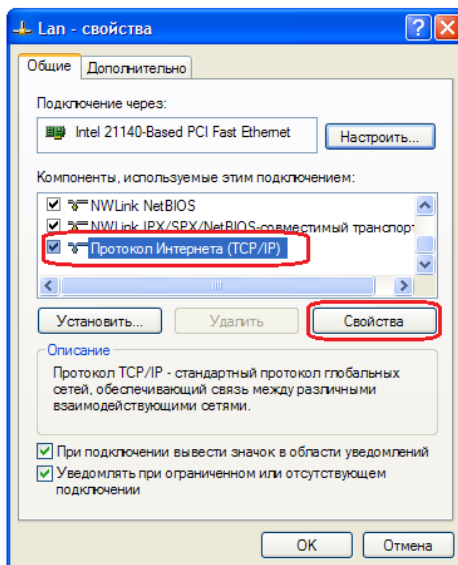 Lan - свойства
Общие
Дополнительно
Подключение через:
Intel 21140-Based PCI Fast Ethernet
Настроить...
Компоненты, используемые этим подключением:
NWLink NetBIOS
NWLink IPX/SPX/NetBIOS-совместимый транспорт
Протокол Интернета (TCP/IP)
Установить...
Удалить
Свойства
Описание
Протокол TCP/IP - стандартный протокол глобальных
сетей, обеспечивающий связь между различными
взаимодействующими сетями.
При подключении вывести значок в области уведомлений
Уведомлять при ограниченном или отсутствующем
подключении
OK
Отмена